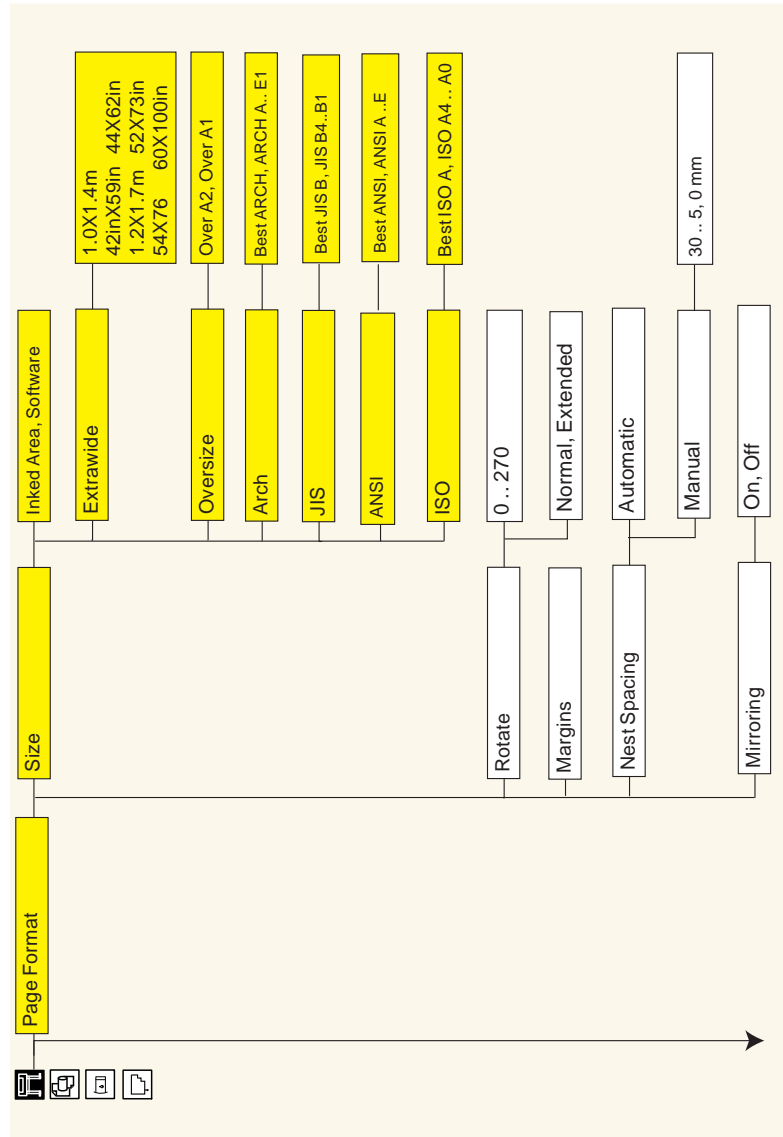 Page Format
Size
Inked Area, Software
Extrawide
1.0X1.4m
42inX59in 44X62in
1.2X1.7m 52X73in
54X76 60X100in
Oversize
Over A2, Over A1
Arch
Best ARCH, ARCH A.. E1
JIS
Best JIS B, JIS B4..B1
ANSI
Best ANSI, ANSI A ..E
ISO
Best ISO A, ISO A4 .. A0
Rotate
0 .. 270
Normal, Extended
Margins
Nest Spacing
Automatic
Manual
30 .. 5, 0 mm
Mirroring
On, Off